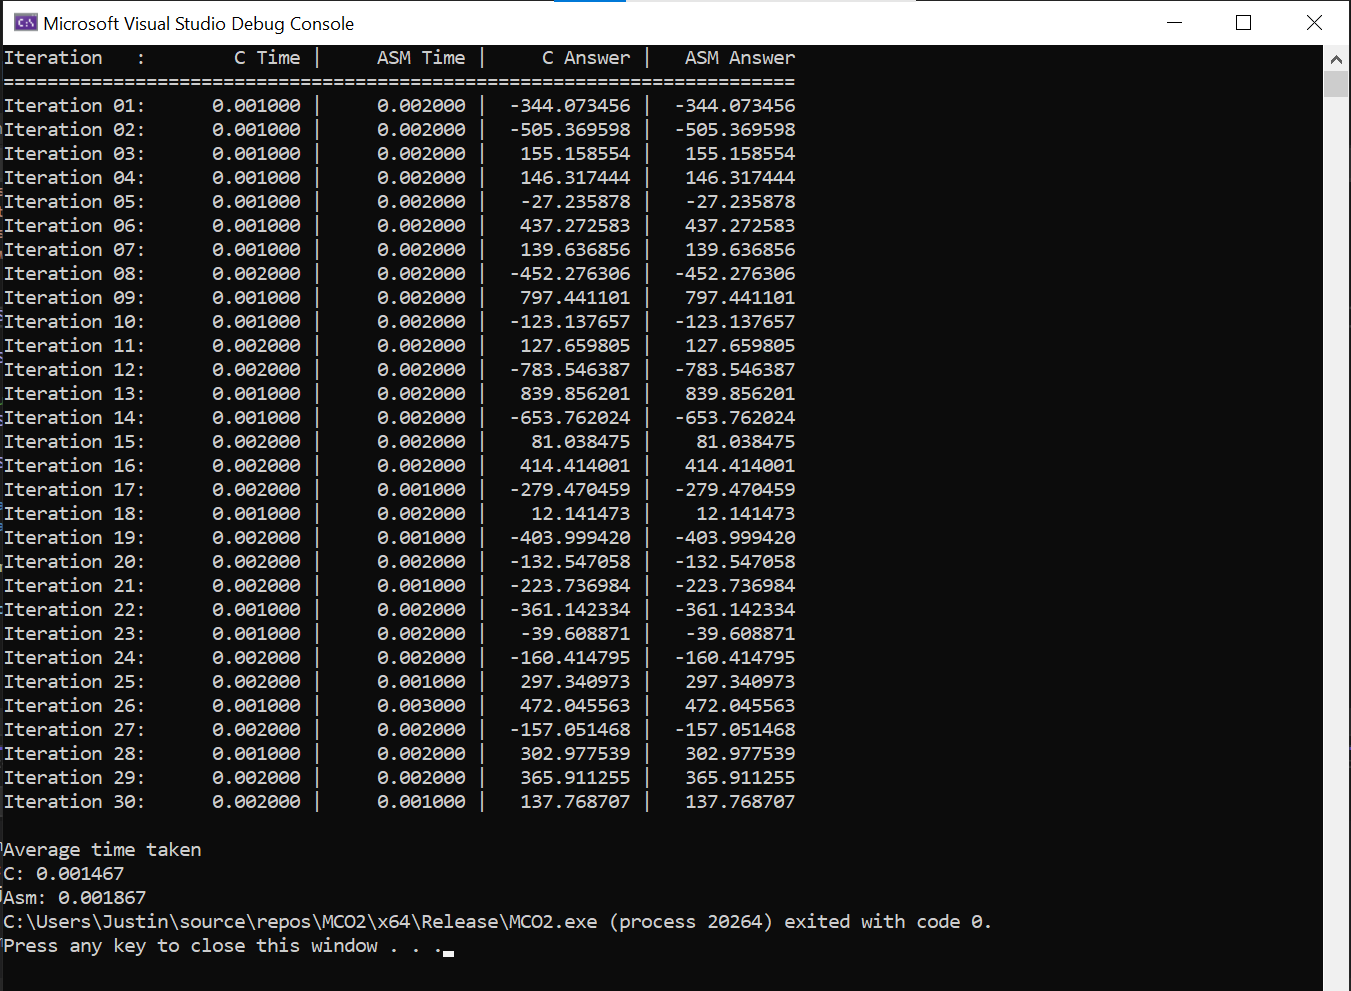 Microsoft Visual Studio Debug Console
Iteration   :        C Time |     ASM Time |     C Answer |   ASM Answer
========================================================================
Iteration 01:      0.001000 |     0.002000 |  -344.073456 |  -344.073456
Iteration 02:      0.001000 |     0.002000 |  -505.369598 |  -505.369598
Iteration 03:      0.001000 |     0.002000 |   155.158554 |   155.158554
Iteration 04:      0.001000 |     0.002000 |   146.317444 |   146.317444
Iteration 05:      0.001000 |     0.002000 |   -27.235878 |   -27.235878
Iteration 06:      0.001000 |     0.002000 |   437.272583 |   437.272583
Iteration 07:      0.001000 |     0.002000 |   139.636856 |   139.636856
Iteration 08:      0.002000 |     0.002000 |  -452.276306 |  -452.276306
Iteration 09:      0.001000 |     0.002000 |   797.441101 |   797.441101
Iteration 10:      0.001000 |     0.002000 |  -123.137657 |  -123.137657
Iteration 11:      0.002000 |     0.002000 |   127.659805 |   127.659805
Iteration 12:      0.002000 |     0.002000 |  -783.546387 |  -783.546387
Iteration 13:      0.001000 |     0.002000 |   839.856201 |   839.856201
Iteration 14:      0.001000 |     0.002000 |  -653.762024 |  -653.762024
Iteration 15:      0.002000 |     0.002000 |    81.038475 |    81.038475
Iteration 16:      0.002000 |     0.002000 |   414.414001 |   414.414001
Iteration 17:      0.002000 |     0.001000 |  -279.470459 |  -279.470459
Iteration 18:      0.001000 |     0.002000 |    12.141473 |    12.141473
Iteration 19:      0.002000 |     0.001000 |  -403.999420 |  -403.999420
Iteration 20:      0.002000 |     0.002000 |  -132.547058 |  -132.547058
Iteration 21:      0.002000 |     0.001000 |  -223.736984 |  -223.736984
Iteration 22:      0.001000 |     0.002000 |  -361.142334 |  -361.142334
Iteration 23:      0.001000 |     0.002000 |   -39.608871 |   -39.608871
Iteration 24:      0.002000 |     0.002000 |  -160.414795 |  -160.414795
Iteration 25:      0.002000 |     0.001000 |   297.340973 |   297.340973
Iteration 26:      0.001000 |     0.003000 |   472.045563 |   472.045563
Iteration 27:      0.002000 |     0.002000 |  -157.051468 |  -157.051468
Iteration 28:      0.001000 |     0.002000 |   302.977539 |   302.977539
Iteration 29:      0.002000 |     0.002000 |   365.911255 |   365.911255
Iteration 30:      0.002000 |     0.001000 |   137.768707 |   137.768707
Average time taken
C: 0.001467
Asm: 0.001867
C:\Users\Justin\source\repos\MCO2\x64\Release\MCO2.exe (process 20264) exited with code 0.
Press any key to close this window . . .